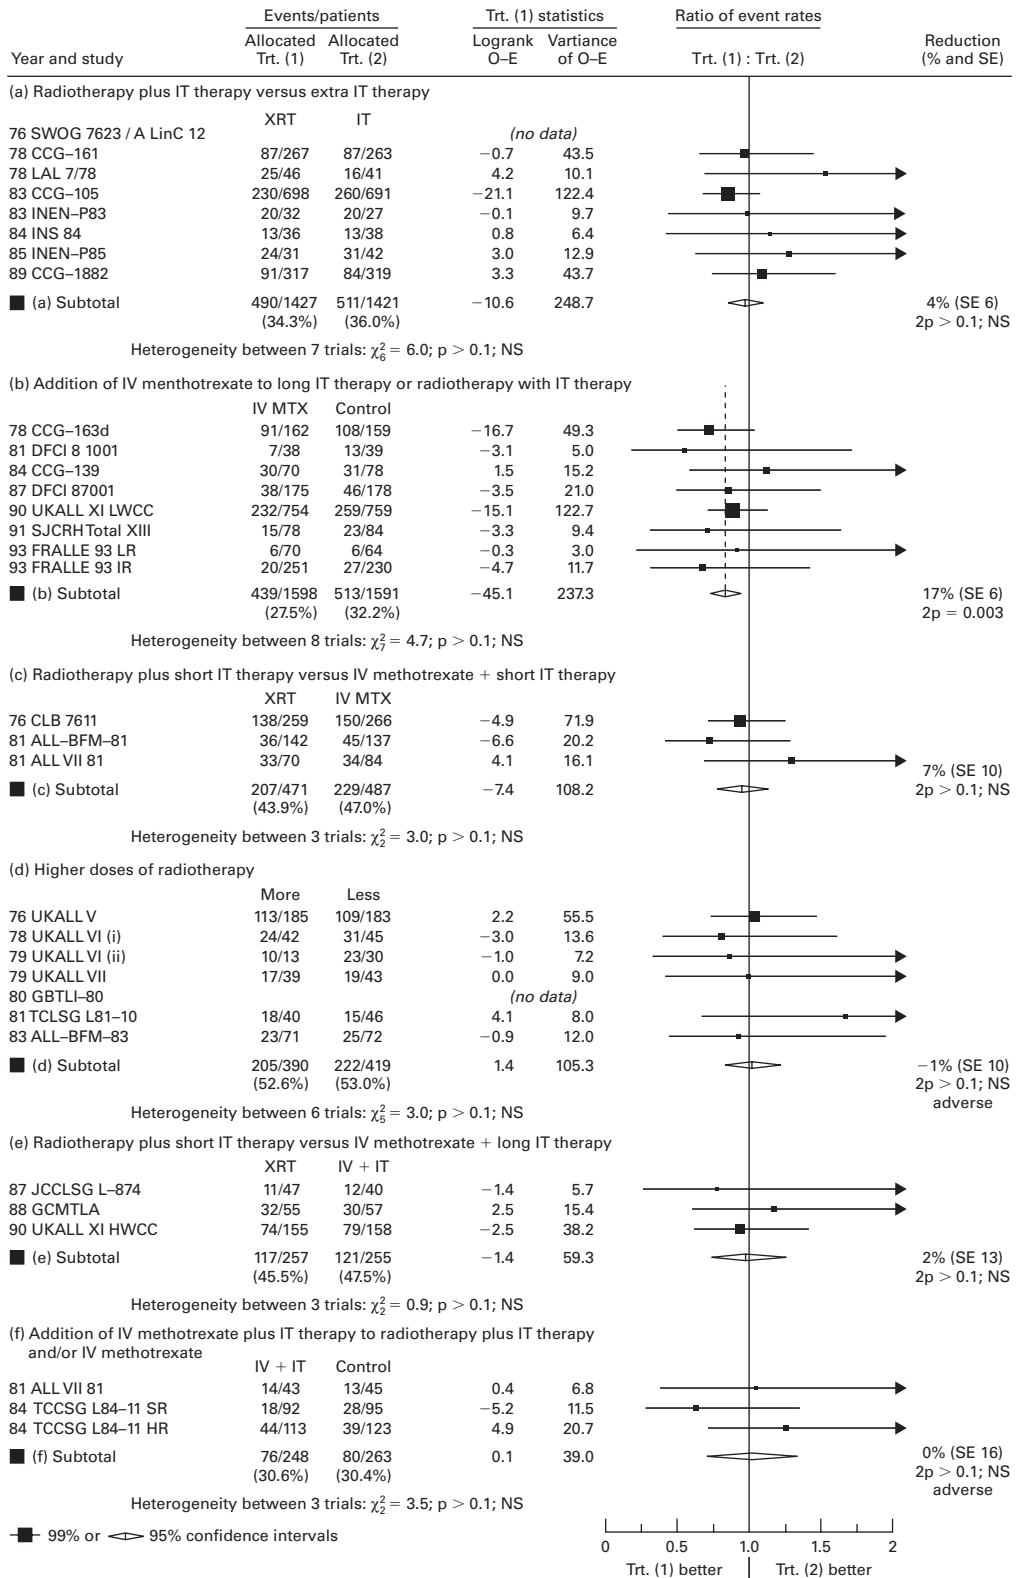 Events/patients Trt. (1) statistics Ratio of event rates
Allocated Allocated Logrank Vartiance Reduction
Year and study Trt. (1) Trt. (2) O–E of O–E Trt. (1) : Trt. (2) (% and SE)
(a) Radiotherapy plus IT therapy versus extra IT therapy
XRT IT
76 SWOG 7623 / A LinC 12 (no data)
78 CCG–161 87/267 87/263 −0.7 43.5
78 LAL 7/78 25/46 16/41 4.2 10.1
83 CCG–105 230/698 260/691 −21.1 122.4
83 INEN–P83 20/32 20/27 −0.1 9.7
84 INS 84 13/36 13/38 0.8 6.4
85 INEN–P85 24/31 31/42 3.0 12.9
89 CCG–1882 91/317 84/319 3.3 43.7
(a) Subtotal 490/1427 511/1421 −10.6 248.7 4% (SE 6)
(34.3%) (36.0%) 2p > 0.1; NS
Heterogeneity between 7 trials: χ²₆ = 6.0; p > 0.1; NS
(b) Addition of IV menthotrexate to long IT therapy or radiotherapy with IT therapy
IV MTX Control
78 CCG–163d 91/162 108/159 −16.7 49.3
81 DFCI 8 1001 7/38 13/39 −3.1 5.0
84 CCG–139 30/70 31/78 1.5 15.2
87 DFCI 87001 38/175 46/178 −3.5 21.0
90 UKALL XI LWCC 232/754 259/759 −15.1 122.7
91 SJCRH Total XIII 15/78 23/84 −3.3 9.4
93 FRALLE 93 LR 6/70 6/64 −0.3 3.0
93 FRALLE 93 IR 20/251 27/230 −4.7 11.7
(b) Subtotal 439/1598 513/1591 −45.1 237.3 17% (SE 6)
(27.5%) (32.2%) 2p = 0.003
Heterogeneity between 8 trials: χ²₇ = 4.7; p > 0.1; NS
(c) Radiotherapy plus short IT therapy versus IV methotrexate + short IT therapy
XRT IV MTX
76 CLB 7611 138/259 150/266 −4.9 71.9
81 ALL–BFM–81 36/142 45/137 −6.6 20.2
81 ALL VII 81 33/70 34/84 4.1 16.1
7% (SE 10)
(c) Subtotal 207/471 229/487 −7.4 108.2 2p > 0.1; NS
(43.9%) (47.0%)
Heterogeneity between 3 trials: χ²₂ = 3.0; p > 0.1; NS
(d) Higher doses of radiotherapy
More Less
76 UKALL V 113/185 109/183 2.2 55.5
78 UKALL VI (i) 24/42 31/45 −3.0 13.6
79 UKALL VI (ii) 10/13 23/30 −1.0 7.2
79 UKALL VII 17/39 19/43 0.0 9.0
80 GBTLI–80 (no data)
81 TCLSG L81–10 18/40 15/46 4.1 8.0
83 ALL–BFM–83 23/71 25/72 −0.9 12.0
(d) Subtotal 205/390 222/419 1.4 105.3 −1% (SE 10)
(52.6%) (53.0%) 2p > 0.1; NS
adverse
Heterogeneity between 6 trials: χ²₅ = 3.0; p > 0.1; NS
(e) Radiotherapy plus short IT therapy versus IV methotrexate + long IT therapy
XRT IV + IT
87 JCCLSG L–874 11/47 12/40 −1.4 5.7
88 GCMTLA 32/55 30/57 2.5 15.4
90 UKALL XI HWCC 74/155 79/158 −2.5 38.2
(e) Subtotal 117/257 121/255 −1.4 59.3 2% (SE 13)
(45.5%) (47.5%) 2p > 0.1; NS
Heterogeneity between 3 trials: χ²₂ = 0.9; p > 0.1; NS
(f) Addition of IV methotrexate plus IT therapy to radiotherapy plus IT therapy
and/or IV methotrexate
IV + IT Control
81 ALL VII 81 14/43 13/45 0.4 6.8
84 TCCSG L84–11 SR 18/92 28/95 −5.2 11.5
84 TCCSG L84–11 HR 44/113 39/123 4.9 20.7
(f) Subtotal 76/248 80/263 0.1 39.0 0% (SE 16)
(30.6%) (30.4%) 2p > 0.1; NS
adverse
Heterogeneity between 3 trials: χ²₂ = 3.5; p > 0.1; NS
99% or 95% confidence intervals
0 0.5 1.0 1.5 2
Trt. (1) better Trt. (2) better